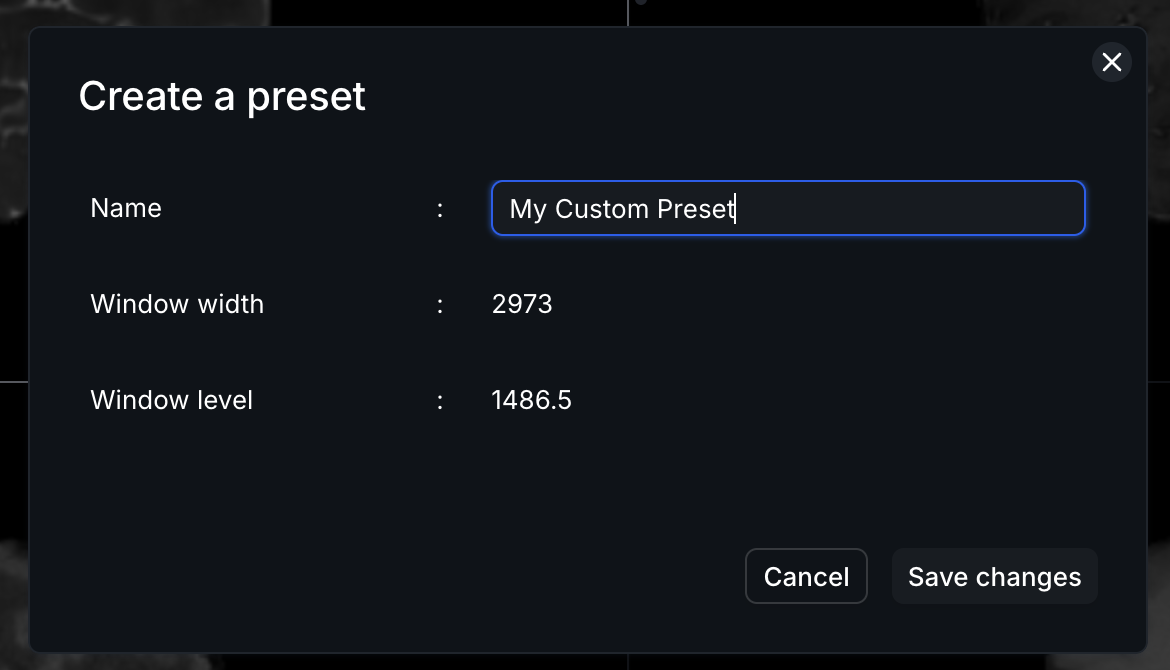 Create a preset
Name : My Custom Preset
Window width : 2973
Window level : 1486.5
Cancel Save changes